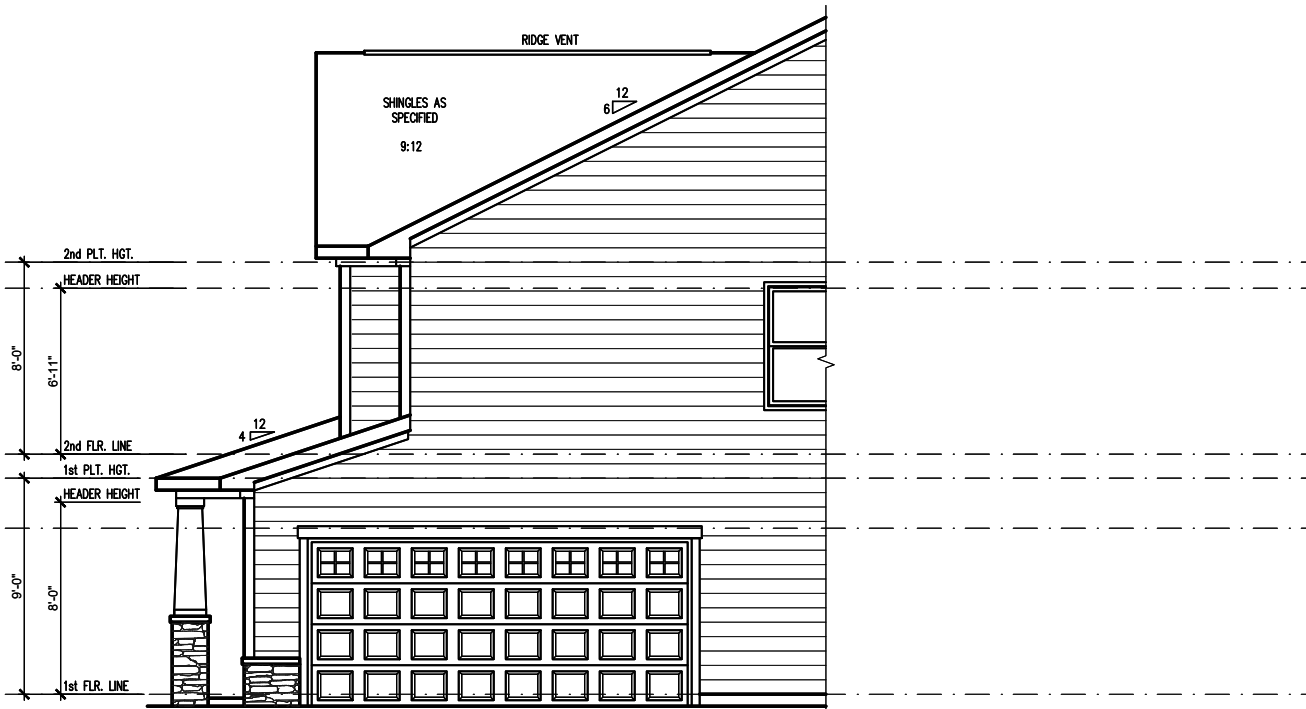 RIDGE VENT
SHINGLES AS
SPECIFIED
9:12
12
6
2nd PLT. HGT.
HEADER HEIGHT
8'-0"
6'-11"
12
4
2nd FLR. LINE
1st PLT. HGT.
HEADER HEIGHT
9'-0"
8'-0"
1st FLR. LINE